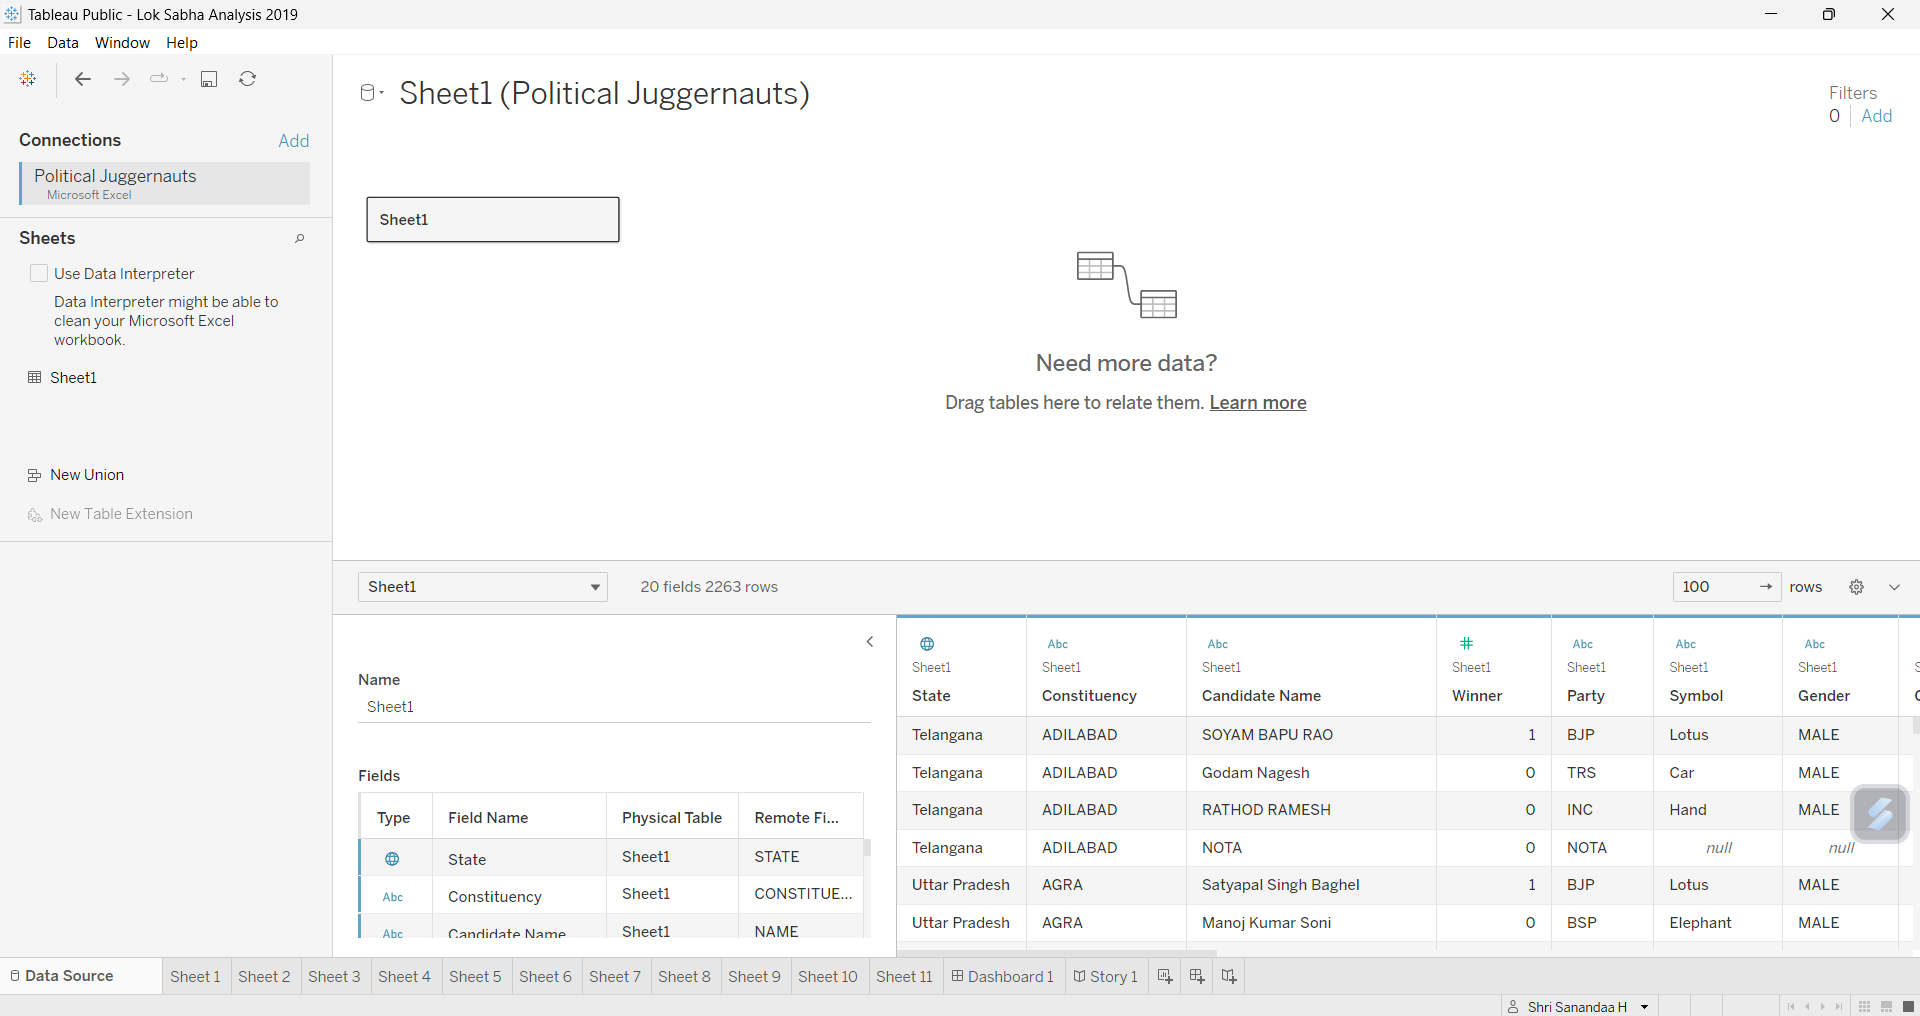 Tableau Public - Lok Sabha Analysis 2019
File Data Window Help
Connections Add
Political Juggernauts
Microsoft Excel
Sheets
Use Data Interpreter
Data Interpreter might be able to
clean your Microsoft Excel
workbook.
Sheet1
New Union
New Table Extension
Sheet1 (Political Juggernauts)
Filters
0 Add
Sheet1
Need more data?
Drag tables here to relate them. Learn more
Sheet1 20 fields 2263 rows 100 → rows
Name
Sheet1
Fields
Type Field Name Physical Table Remote Fi...
State Sheet1 STATE
Abc Constituency Sheet1 CONSTITUE...
Abc Candidate Name Sheet1 NAME
Abc Abc # Abc Abc Abc
Sheet1 Sheet1 Sheet1 Sheet1 Sheet1 Sheet1 Sheet1
State Constituency Candidate Name Winner Party Symbol Gender
Telangana ADILABAD SOYAM BAPU RAO 1 BJP Lotus MALE
Telangana ADILABAD Godam Nagesh 0 TRS Car MALE
Telangana ADILABAD RATHOD RAMESH 0 INC Hand MALE
Telangana ADILABAD NOTA 0 NOTA null null
Uttar Pradesh AGRA Satyapal Singh Baghel 1 BJP Lotus MALE
Uttar Pradesh AGRA Manoj Kumar Soni 0 BSP Elephant MALE
Data Source Sheet 1 Sheet 2 Sheet 3 Sheet 4 Sheet 5 Sheet 6 Sheet 7 Sheet 8 Sheet 9 Sheet 10 Sheet 11 Dashboard 1 Story 1
Shri Sanandaa H